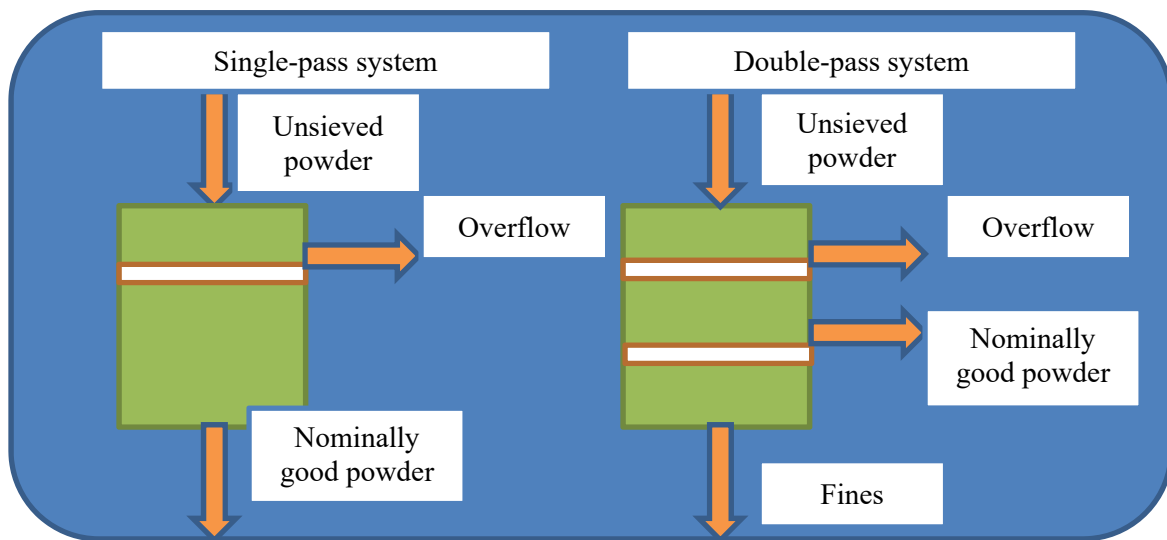 Single-pass system
Unsieved
powder
Overflow
Nominally
good powder
Double-pass system
Unsieved
powder
Overflow
Nominally
good powder
Fines